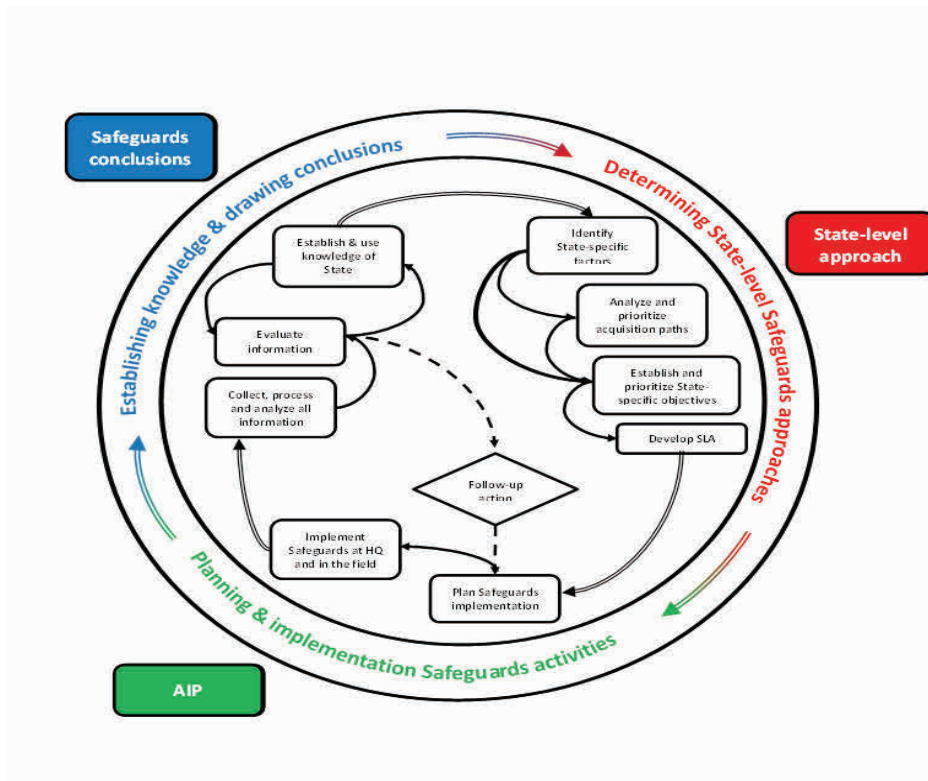 Safeguards
conclusions
Establishing knowledge & drawing conclusions
Determining State-level Safeguards approaches
State-level
approach
Establish & use
knowledge of
State
Identify
State-specific
factors
Evaluate
information
Analyze and
prioritize
acquisition paths
Collect, process
and analyze all
information
Establish and
prioritize State-
specific objectives
Develop SLA
Follow-up
action
Implement
Safeguards at HQ
and in the field
Plan Safeguards
implementation
Planning & implementation Safeguards activities
AIP